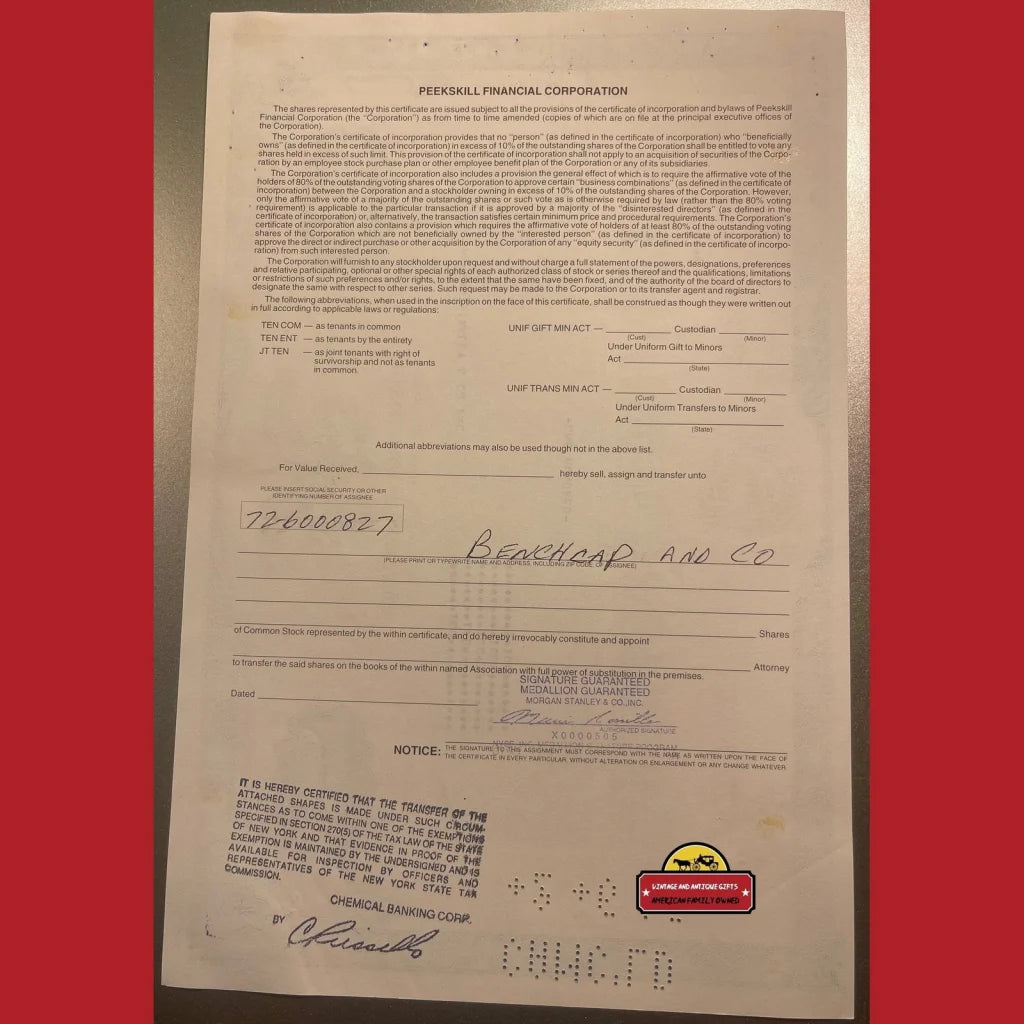 PEEKSKILL FINANCIAL CORPORATION
The shares represented by this certificate are issued subject to all the provisions of the certificate of incorporation and bylaws of Peekskill
Financial Corporation (the "Corporation") as from time to time amended (copies of which are on file at the principal executive offices of
the Corporation).
The Corporation's certificate of incorporation provides that no "person" (as defined in the certificate of incorporation) who "beneficially
owns" (as defined in the certificate of incorporation) in excess of 10% of the outstanding shares of the Corporation shall be entitled to vote any
shares held in excess of such limit. This provision of the certificate of incorporation shall not apply to an acquisition of securities of the Corpo-
ration by an employee stock purchase plan or other employee benefit plan of the Corporation or any of its subsidiaries.
The Corporation's certificate of incorporation also includes a provision the general effect of which is to require the affirmative vote of the
holders of 80% of the outstanding voting shares of the Corporation to approve certain "business combinations" (as defined in the certificate of
incorporation) between the Corporation and a stockholder owning in excess of 10% of the outstanding shares of the Corporation. However,
only the affirmative vote of a majority of the outstanding shares or such vote as is otherwise required by law (rather than the 80% voting
requirement) is applicable to the particular transaction if it is approved by a majority of the "disinterested directors" (as defined in the
certificate of incorporation) or, alternatively, the transaction satisfies certain minimum price and procedural requirements. The Corporation's
certificate of incorporation also contains a provision which requires the affirmative vote of holders of at least 80% of the outstanding voting
shares of the Corporation which are not beneficially owned by the "interested person" (as defined in the certificate of incorporation) to
approve the direct or indirect purchase or other acquisition by the Corporation of any "equity security" (as defined in the certificate of incorpo-
ration) from such interested person.
The Corporation will furnish to any stockholder upon request and without charge a full statement of the powers, designations, preferences
and relative participating, optional or other special rights of each authorized class of stock or series thereof and the qualifications, limitations
or restrictions of such preferences and/or rights, to the extent that the same have been fixed, and of the authority of the board of directors to
designate the same with respect to other series. Such request may be made to the Corporation or to its transfer agent and registrar.
The following abbreviations, when used in the inscription on the face of this certificate, shall be construed as though they were written out
in full according to applicable laws or regulations:
TEN COM — as tenants in common
TEN ENT — as tenants by the entirety
JT TEN — as joint tenants with right of
survivorship and not as tenants
in common.
UNIF GIFT MIN ACT — Custodian
(Cust) (Minor)
Under Uniform Gift to Minors
Act
(State)
UNIF TRANS MIN ACT — Custodian
(Cust) (Minor)
Under Uniform Transfers to Minors
Act
(State)
Additional abbreviations may also be used though not in the above list.
For Value Received, hereby sell, assign and transfer unto
PLEASE INSERT SOCIAL SECURITY OR OTHER
IDENTIFYING NUMBER OF ASSIGNEE
72-6000827
BENCHCAP AND CO
(PLEASE PRINT OR TYPEWRITE NAME AND ADDRESS, INCLUDING ZIP CODE, OF ASSIGNEE)
Shares
of Common Stock represented by the within certificate, and do hereby irrevocably constitute and appoint
Attorney
to transfer the said shares on the books of the within named Association with full power of substitution in the premises.
SIGNATURE GUARANTEED
MEDALLION GUARANTEED
MORGAN STANLEY & CO., INC.
Dated
AUTHORIZED SIGNATURE
X0000505
NOTICE: THE SIGNATURE TO THIS ASSIGNMENT MUST CORRESPOND WITH THE NAME AS WRITTEN UPON THE FACE OF
THE CERTIFICATE IN EVERY PARTICULAR, WITHOUT ALTERATION OR ENLARGEMENT OR ANY CHANGE WHATEVER.
IT IS HEREBY CERTIFIED THAT THE TRANSFER OF THE
ATTACHED SHAPES IS MADE UNDER SUCH CIRCUM-
STANCES AS TO COME WITHIN ONE OF THE EXEMPTIONS
SPECIFIED IN SECTION 270(5) OF THE TAX LAW OF THE STATE
OF NEW YORK AND THAT EVIDENCE IN PROOF OF THE
EXEMPTION IS MAINTAINED BY THE UNDERSIGNED AND IS
AVAILABLE FOR INSPECTION BY OFFICERS AND
REPRESENTATIVES OF THE NEW YORK STATE TAX
COMMISSION.
CHEMICAL BANKING CORP.
BY
VINTAGE AND ANTIQUE GIFTS
AMERICAN FAMILY OWNED